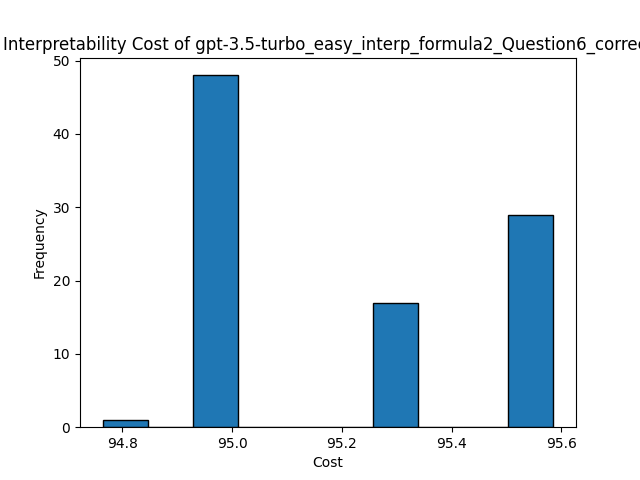 Interpretability Cost of gpt-3.5-turbo_easy_interp_formula2_Question6_correc
50
40
30
20
10
0
Frequency
94.8 95.0 95.2 95.4 95.6
Cost